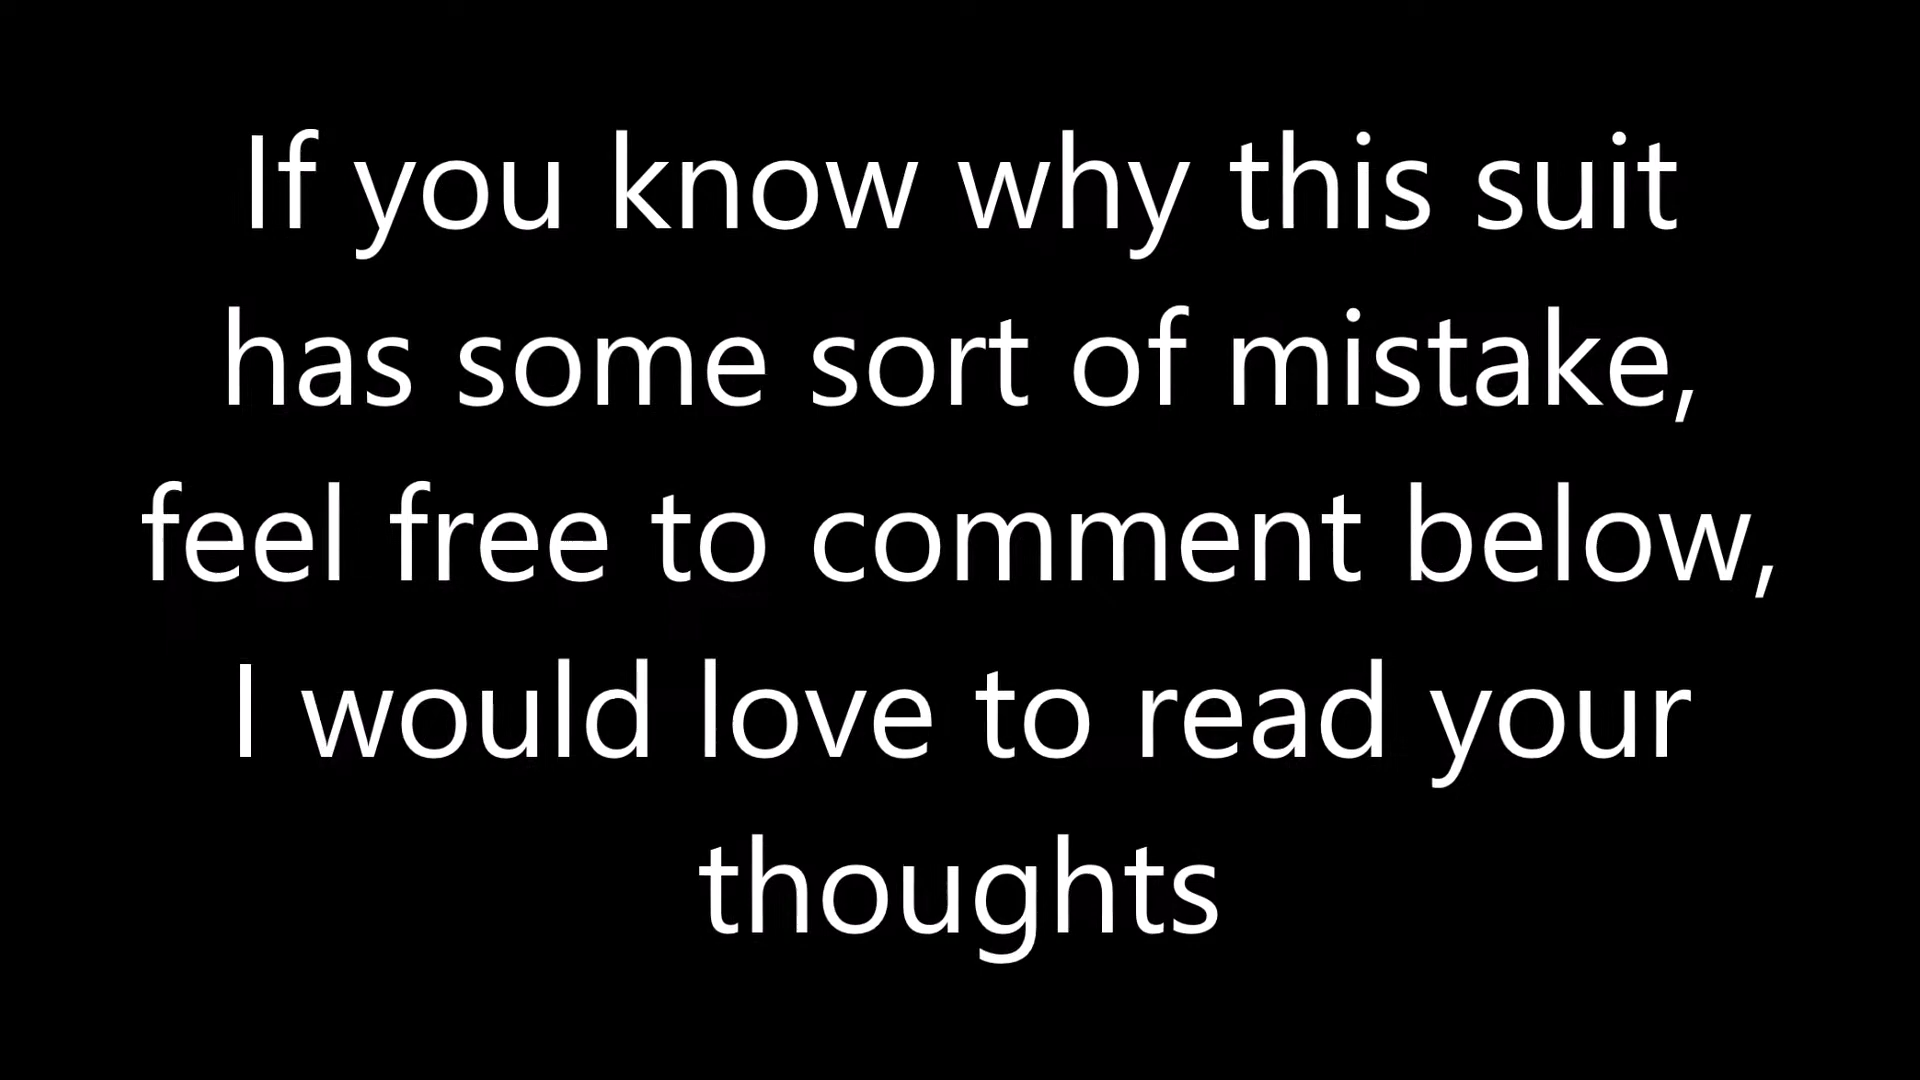 If you know why this suit
has some sort of mistake,
feel free to comment below,
I would love to read your
thoughts